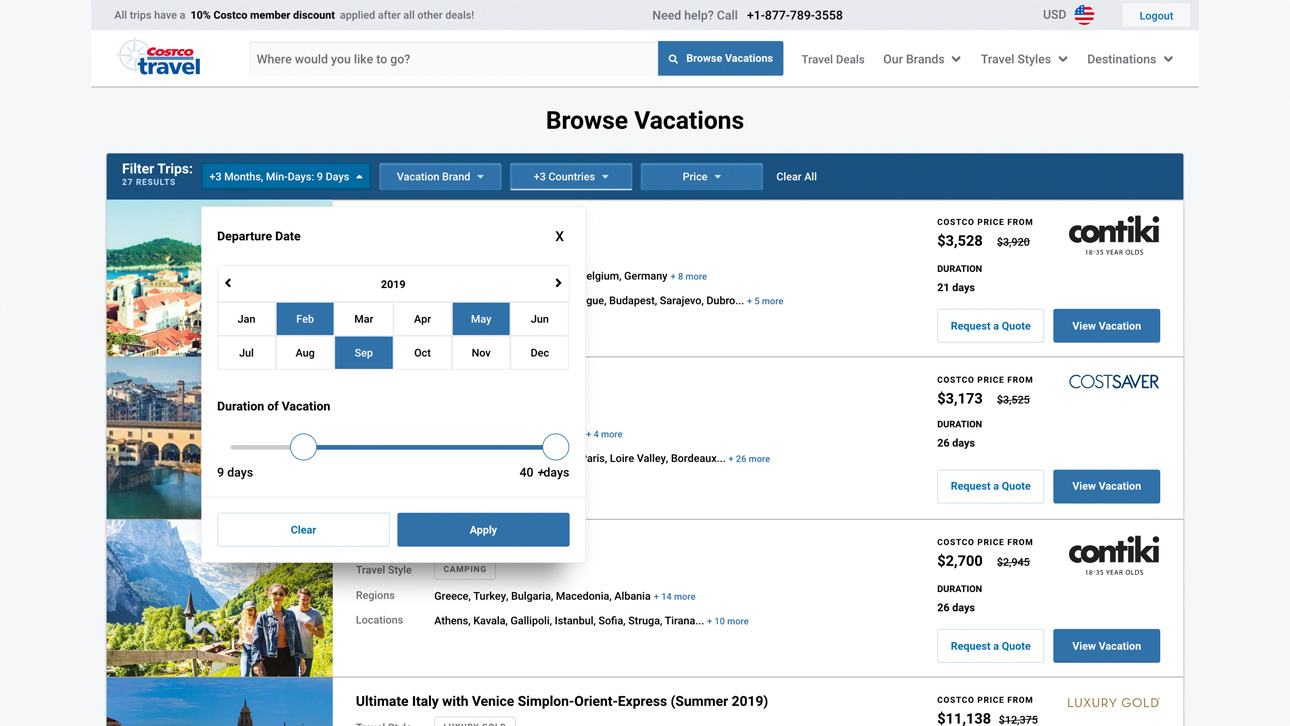 All trips have a 10% Costco member discount applied after all other deals!
Need help? Call +1-877-789-3558
USD
Logout
Costco travel
Where would you like to go?
Browse Vacations
Travel Deals
Our Brands
Travel Styles
Destinations
Browse Vacations
Filter Trips:
27 RESULTS
+3 Months, Min-Days: 9 Days
Vacation Brand
+3 Countries
Price
Clear All
Departure Date
X
2019
Jan Feb Mar Apr May Jun
Jul Aug Sep Oct Nov Dec
Duration of Vacation
9 days
40 +days
Clear
Apply
elgium, Germany + 8 more
gue, Budapest, Sarajevo, Dubro... + 5 more
COSTCO PRICE FROM
$3,528 $3,920
DURATION
21 days
contiki
18-35 YEAR OLDS
Request a Quote
View Vacation
+ 4 more
aris, Loire Valley, Bordeaux... + 26 more
COSTCO PRICE FROM
$3,173 $3,525
DURATION
26 days
COSTSAVER
Request a Quote
View Vacation
Travel Style CAMPING
Regions Greece, Turkey, Bulgaria, Macedonia, Albania + 14 more
Locations Athens, Kavala, Gallipoli, Istanbul, Sofia, Struga, Tirana... + 10 more
COSTCO PRICE FROM
$2,700 $2,945
DURATION
26 days
contiki
18-35 YEAR OLDS
Request a Quote
View Vacation
Ultimate Italy with Venice Simplon-Orient-Express (Summer 2019)
Travel Style LUXURY GOLD
COSTCO PRICE FROM
$11,138 $12,375
LUXURY GOLD